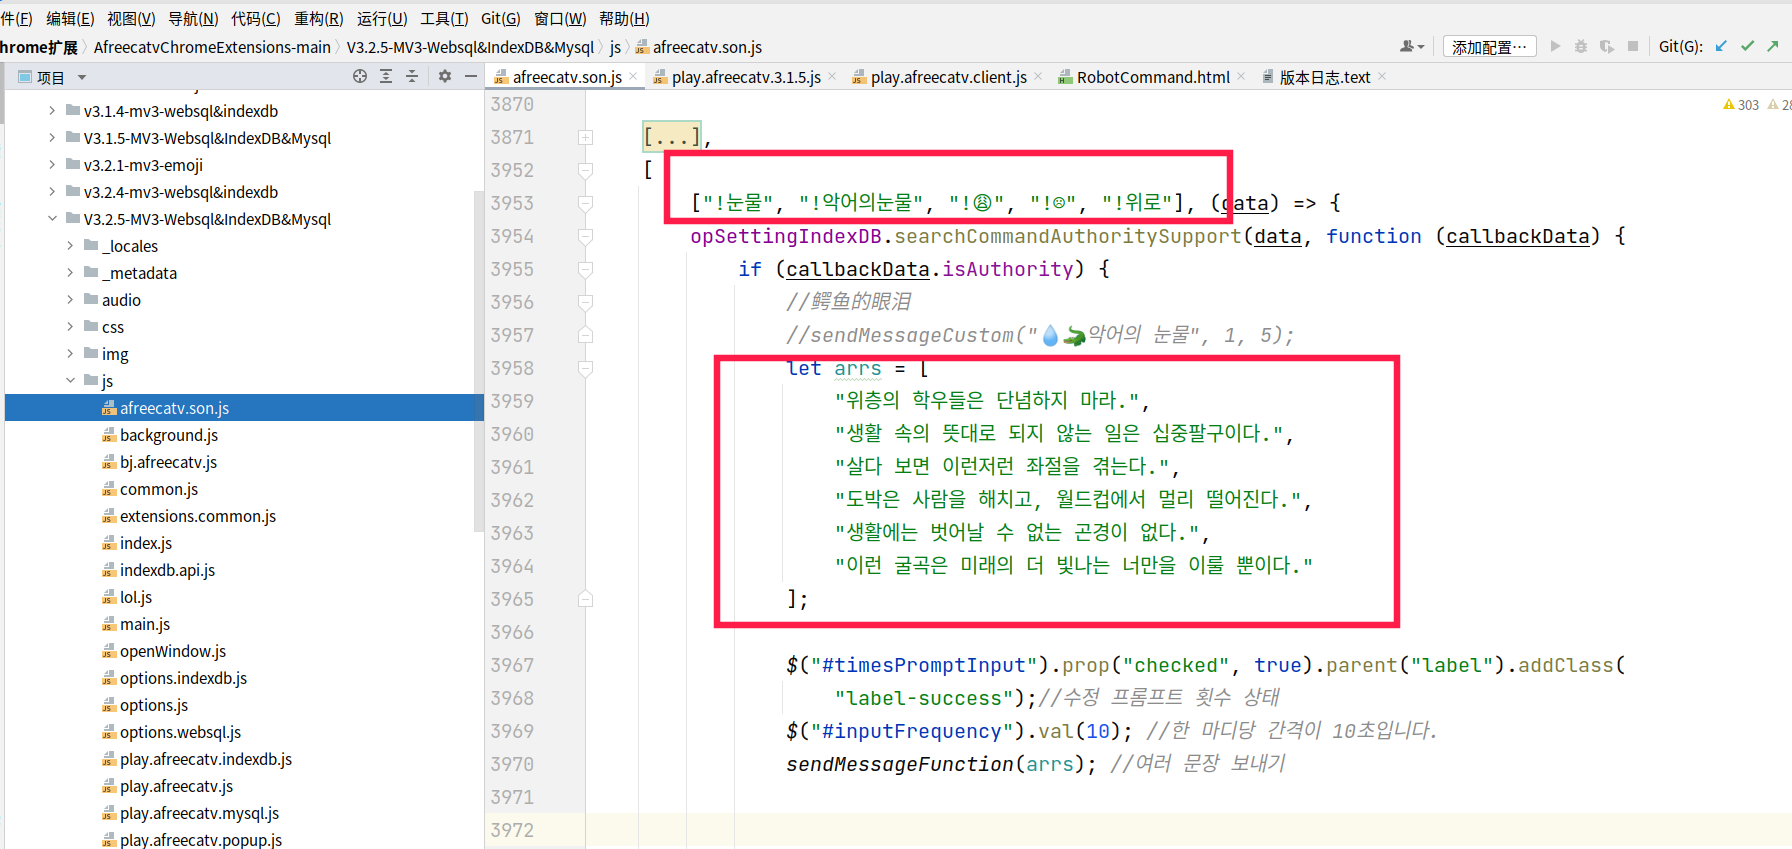 件(F) 编辑(E) 视图(V) 导航(N) 代码(C) 重构(R) 运行(U) 工具(T) Git(G) 窗口(W) 帮助(H)
hrome扩展 AfreecatvChromeExtensions-main V3.2.5-MV3-Websql&IndexDB&Mysql js afreecatv.son.js 添加配置… Git(G):
项目
v3.1.4-mv3-websql&indexdb
V3.1.5-MV3-Websql&IndexDB&Mysql
v3.2.1-mv3-emoji
v3.2.4-mv3-websql&indexdb
V3.2.5-MV3-Websql&IndexDB&Mysql
_locales
_metadata
audio
css
img
js
afreecatv.son.js
background.js
bj.afreecatv.js
common.js
extensions.common.js
index.js
indexdb.api.js
lol.js
main.js
openWindow.js
options.indexdb.js
options.js
options.websql.js
play.afreecatv.indexdb.js
play.afreecatv.js
play.afreecatv.mysql.js
play.afreecatv.popup.js
afreecatv.son.js play.afreecatv.3.1.5.js play.afreecatv.client.js RobotCommand.html 版本日志.text
303 28
3870
3871 [...],
3952 [
3953 ["!눈물", "!악어의눈물", "!😩", "!☹", "!위로"], (data) => {
3954 opSettingIndexDB.searchCommandAuthoritySupport(data, function (callbackData) {
3955 if (callbackData.isAuthority) {
3956 //鳄鱼的眼泪
3957 //sendMessageCustom("💧🐊악어의 눈물", 1, 5);
3958 let arrs = [
3959 "위층의 학우들은 단념하지 마라.",
3960 "생활 속의 뜻대로 되지 않는 일은 십중팔구이다.",
3961 "살다 보면 이런저런 좌절을 겪는다.",
3962 "도박은 사람을 해치고, 월드컵에서 멀리 떨어진다.",
3963 "생활에는 벗어날 수 없는 곤경이 없다.",
3964 "이런 굴곡은 미래의 더 빛나는 너만을 이룰 뿐이다."
3965 ];
3966
3967 $("#timesPromptInput").prop("checked", true).parent("label").addClass(
3968 "label-success");//수정 프롬프트 횟수 상태
3969 $("#inputFrequency").val(10); //한 마디당 간격이 10초입니다.
3970 sendMessageFunction(arrs); //여러 문장 보내기
3971
3972